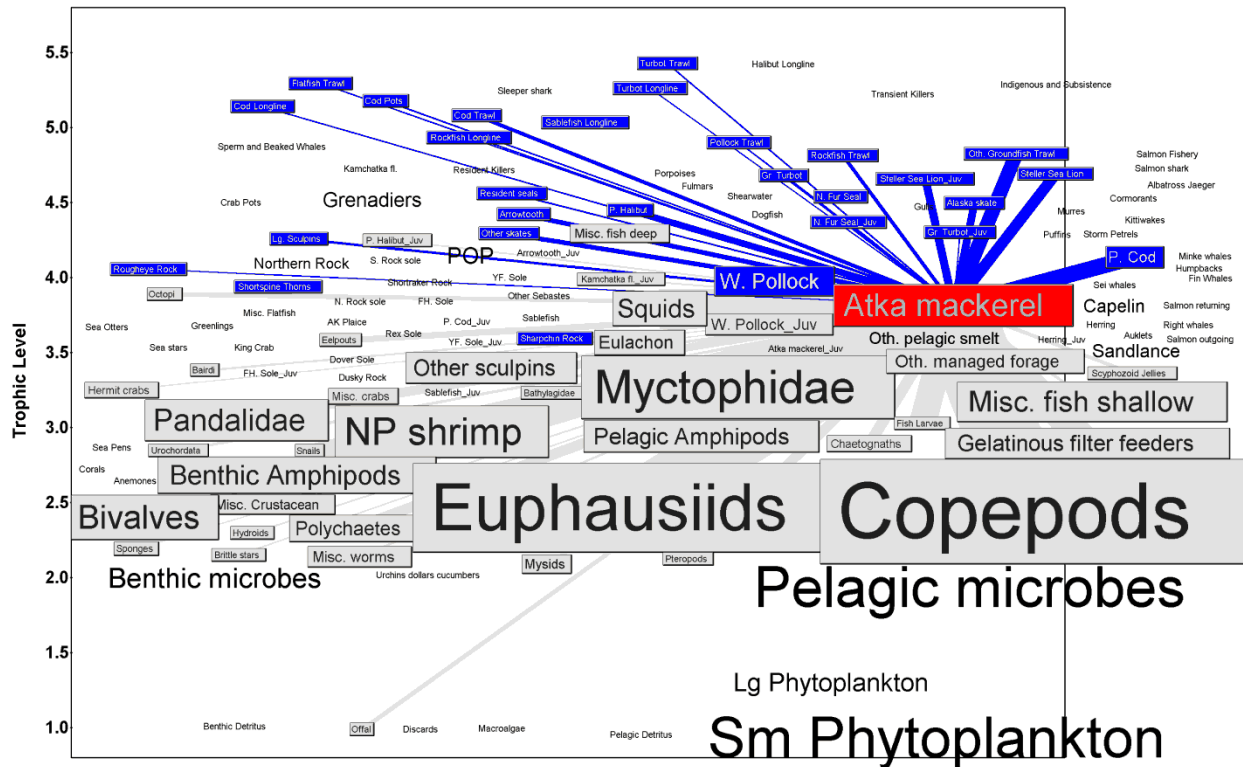 Trophic Level
5.5
5.0
4.5
4.0
3.5
3.0
2.5
2.0
1.5
1.0
Turbot Trawl
Halibut Longline
Flatfish Trawl
Turbot Longline
Indigenous and Subsistence
Sleeper shark
Transient Killers
Cod Longline
Cod Pots
Cod Trawl
Sablefish Longline
Rockfish Longline
Pollock Trawl
Sperm and Beaked Whales
Rockfish Trawl
Oth. Groundfish Trawl
Salmon Fishery
Kamchatka fl.
Resident Killers
Porpoises
Gr. Turbot
Steller Sea Lion_Juv
Steller Sea Lion
Salmon shark
Fulmars
Albatross Jaeger
Crab Pots
Grenadiers
Resident seals
Shearwater
N. Fur Seal
Alaska skate
Cormorants
Arrowtooth
P. Halibut
Dogfish
N. Fur Seal_Juv
Gulls
Murres
Kittiwakes
Lg. Sculpins
P. Halibut_Juv
Other skates
Misc. fish deep
Gr. Turbot_Juv
Puffins
Storm Petrels
Rougheye Rock
Northern Rock
S. Rock sole
POP
Arrowtooth_Juv
P. Cod
Minke whales
Humpbacks
Fin Whales
Octopi
Shortspine Thorns
Shortraker Rock
YF. Sole
Kamchatka fl._Juv
W. Pollock
Sei whales
N. Rock sole
FH. Sole
Other Sebastes
Squids
Atka mackerel
Capelin
Salmon returning
Misc. Flatfish
Sea Otters
Greenlings
AK Plaice
P. Cod_Juv
Sablefish
W. Pollock_Juv
Herring
Right whales
Rex Sole
Auklets
Sea stars
King Crab
Eelpouts
YF. Sole_Juv
Sharpchin Rock
Eulachon
Atka mackerel_Juv
Oth. pelagic smelt
Herring_Juv
Salmon outgoing
Sandlance
Bairdi
FH. Sole_Juv
Dover Sole
Other sculpins
Oth. managed forage
Scyphozoid Jellies
Hermit crabs
Dusky Rock
Misc. crabs
Sablefish_Juv
Bathylagidae
Myctophidae
Misc. fish shallow
Pandalidae
NP shrimp
Pelagic Amphipods
Fish Larvae
Sea Pens
Urochordata
Snails
Chaetognaths
Gelatinous filter feeders
Corals
Anemones
Benthic Amphipods
Euphausiids
Copepods
Bivalves
Misc. Crustacean
Hydroids
Polychaetes
Sponges
Brittle stars
Misc. worms
Mysids
Pteropods
Benthic microbes
Urchins dollars cucumbers
Pelagic microbes
Lg Phytoplankton
Benthic Detritus
Offal
Discards
Macroalgae
Pelagic Detritus
Sm Phytoplankton